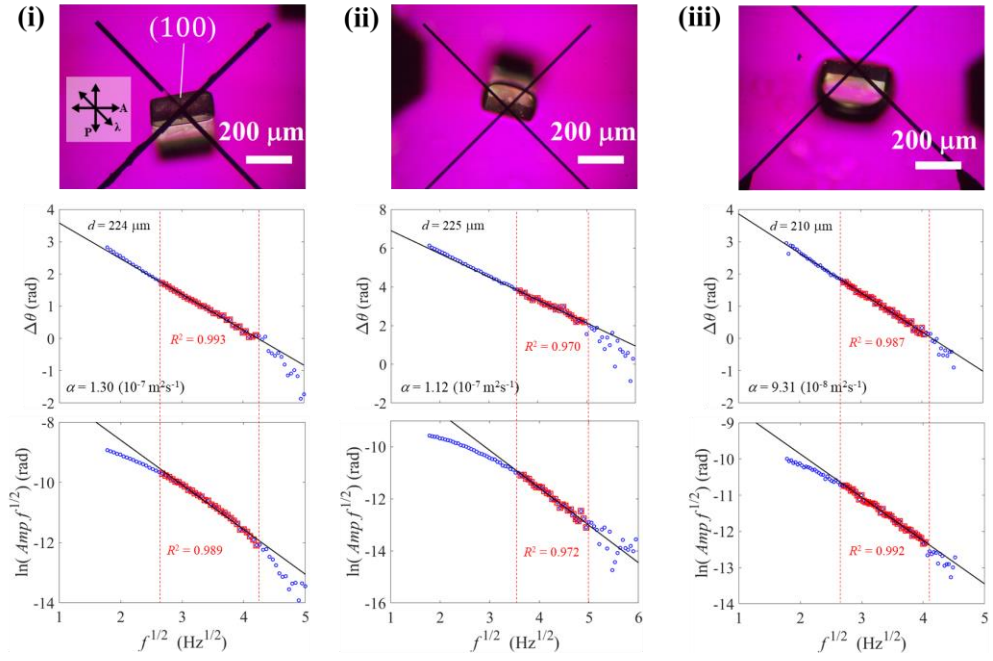 (i)
(ii)
(iii)
(100)
A
P
λ
200 μm
200 μm
200 μm
4
3
2
1
0
-1
-2
Δθ (rad)
d = 224 μm
R² = 0.993
α = 1.30 (10⁻⁷ m²s⁻¹)
8
6
4
2
0
-2
Δθ (rad)
d = 225 μm
R² = 0.970
α = 1.12 (10⁻⁷ m²s⁻¹)
4
3
2
1
0
-1
-2
Δθ (rad)
d = 210 μm
R² = 0.987
α = 9.31 (10⁻⁸ m²s⁻¹)
-8
-10
-12
-14
ln( Amp f^{1/2}) (rad)
R² = 0.989
1 2 3 4 5
f^{1/2} (Hz^{1/2})
-10
-12
-14
-16
ln( Amp f^{1/2}) (rad)
R² = 0.972
1 2 3 4 5 6
f^{1/2} (Hz^{1/2})
-9
-10
-11
-12
-13
-14
ln( Amp f^{1/2}) (rad)
R² = 0.992
1 2 3 4 5
f^{1/2} (Hz^{1/2})